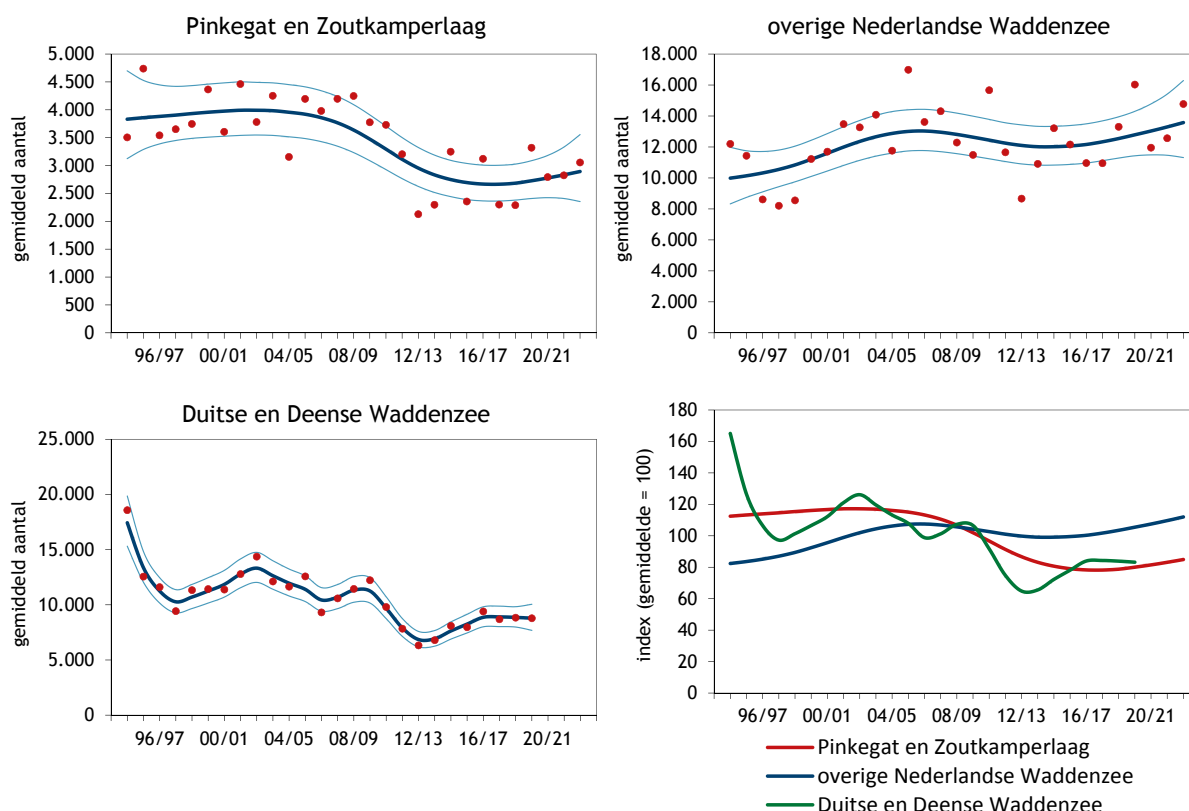 Pinkegat en Zoutkamperlaag
gemiddeld aantal
5.000
4.500
4.000
3.500
3.000
2.500
2.000
1.500
1.000
500
0
96/97 00/01 04/05 08/09 12/13 16/17 20/21
overige Nederlandse Waddenzee
gemiddeld aantal
18.000
16.000
14.000
12.000
10.000
8.000
6.000
4.000
2.000
0
96/97 00/01 04/05 08/09 12/13 16/17 20/21
Duitse en Deense Waddenzee
gemiddeld aantal
25.000
20.000
15.000
10.000
5.000
0
96/97 00/01 04/05 08/09 12/13 16/17 20/21
index (gemiddelde = 100)
180
160
140
120
100
80
60
40
20
0
96/97 00/01 04/05 08/09 12/13 16/17 20/21
Pinkegat en Zoutkamperlaag
overige Nederlandse Waddenzee
Duitse en Deense Waddenzee